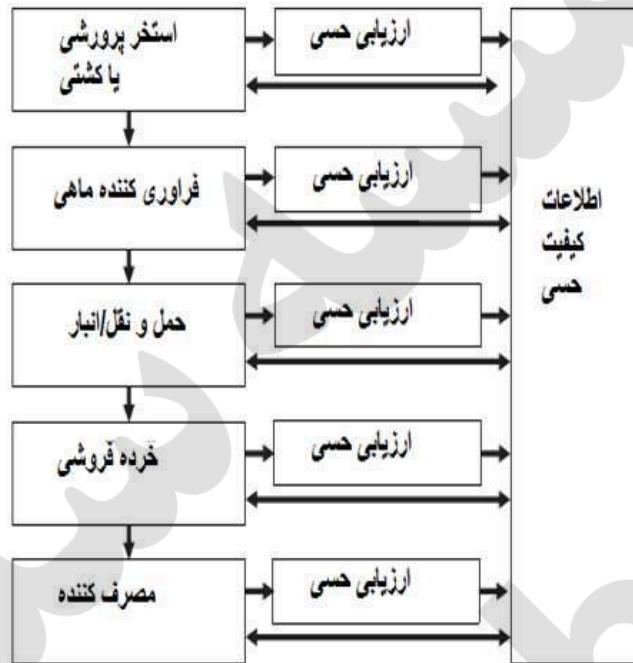 استخر پرورشی
یا کشتی
ارزیابی حسی
فراوری کننده ماهی
ارزیابی حسی
اطلاعات
کیفیت
حسی
حمل و نقل/انبار
ارزیابی حسی
خرده فروشی
ارزیابی حسی
مصرف کننده
ارزیابی حسی